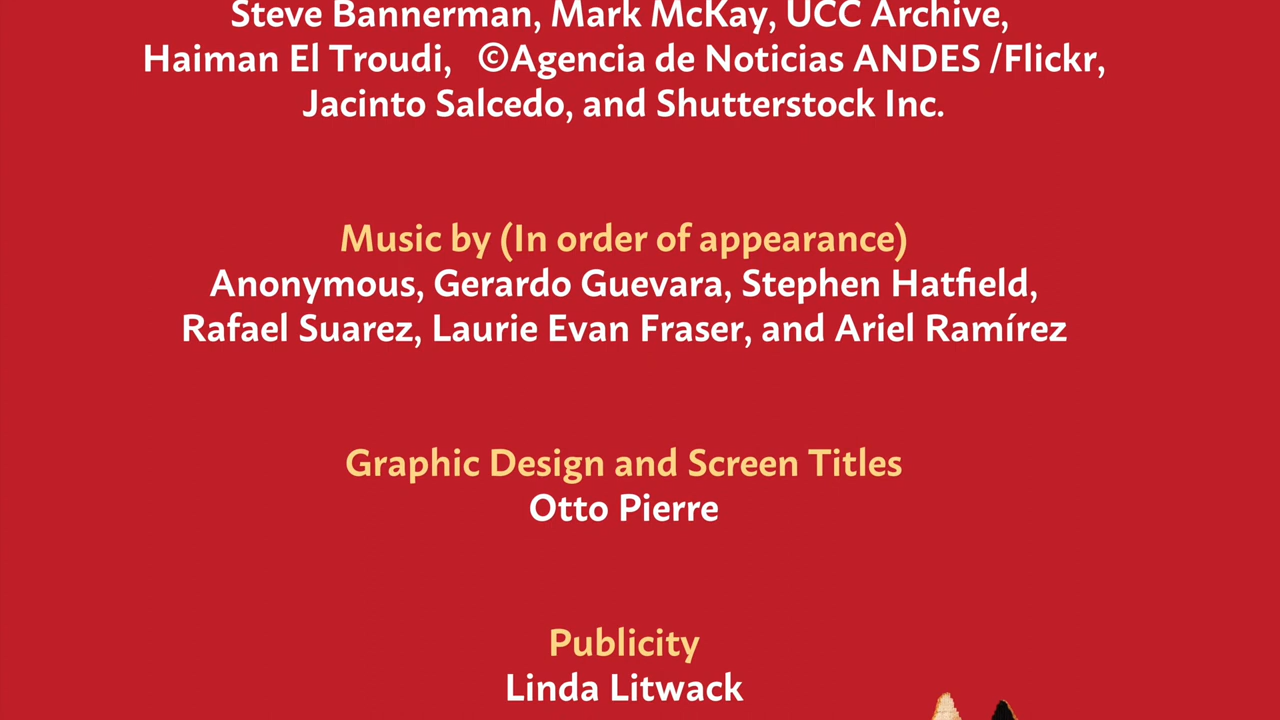 Steve Bannerman, Mark McKay, UCC Archive,
Haiman El Troudi, ©Agencia de Noticias ANDES /Flickr,
Jacinto Salcedo, and Shutterstock Inc.
Music by (In order of appearance)
Anonymous, Gerardo Guevara, Stephen Hatfield,
Rafael Suarez, Laurie Evan Fraser, and Ariel Ramírez
Graphic Design and Screen Titles
Otto Pierre
Publicity
Linda Litwack